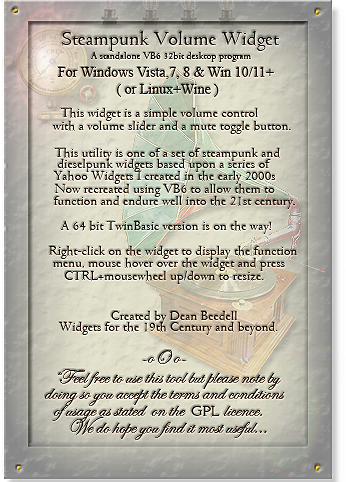 Steampunk Volume Widget
A standalone VB6 32bit desktop program
For Windows Vista,7, 8 & Win 10/11+
( or Linux+Wine )
This widget is a simple volume control
with a volume slider and a mute toggle button.
This utility is one of a set of steampunk and
dieselpunk widgets based upon a series of
Yahoo Widgets I created in the early 2000s
Now recreated using VB6 to allow them to
function and endure well into the 21st century.
A 64 bit TwinBasic version is on the way!
Right-click on the widget to display the function
menu, mouse hover over the widget and press
CTRL+mousewheel up/down to resize.
Created by Dean Beedell
Widgets for the 19th Century and beyond.
-oOo-
"Feel free to use this tool but please note by
doing so you accept the terms and conditions
of usage as stated on the GPL licence.
We do hope you find it most useful...